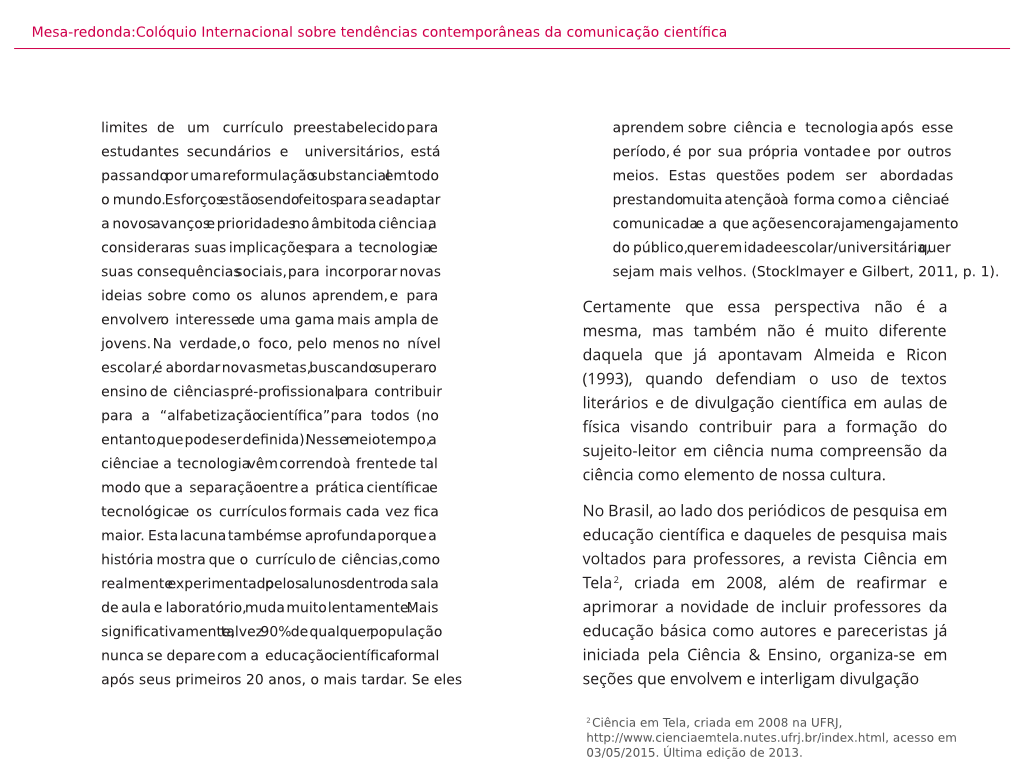 Mesa-redonda:Colóquio Internacional sobre tendências contemporâneas da comunicação científica
limites de um currículo preestabelecido para
estudantes secundários e universitários, está
passando por uma reformulação substancial em todo
o mundo. Esforços estão sendo feitos para se adaptar
a novos avanços e prioridades no âmbito da ciência, a
considerar as suas implicações para a tecnologia e
suas consequências sociais, para incorporar novas
ideias sobre como os alunos aprendem, e para
envolver o interesse de uma gama mais ampla de
jovens. Na verdade, o foco, pelo menos no nível
escolar, é abordar novas metas, buscando superar o
ensino de ciências pré-profissional para contribuir
para a “alfabetização científica” para todos (no
entanto, que pode ser definida). Nesse meio tempo, a
ciência e a tecnologia vêm correndo à frente de tal
modo que a separação entre a prática científica e
tecnológica e os currículos formais cada vez fica
maior. Esta lacuna também se aprofunda porque a
história mostra que o currículo de ciências, como
realmente experimentado pelos alunos dentro da sala
de aula e laboratório, muda muito lentamente. Mais
significativamente, talvez 90% de qualquer população
nunca se depare com a educação científica formal
após seus primeiros 20 anos, o mais tardar. Se eles
aprendem sobre ciência e tecnologia após esse
período, é por sua própria vontade e por outros
meios. Estas questões podem ser abordadas
prestando muita atenção à forma como a ciência é
comunicada e a que ações encorajam engajamento
do público, quer em idade escolar/universitária, quer
sejam mais velhos. (Stocklmayer e Gilbert, 2011, p. 1).
Certamente que essa perspectiva não é a
mesma, mas também não é muito diferente
daquela que já apontavam Almeida e Ricon
(1993), quando defendiam o uso de textos
literários e de divulgação científica em aulas de
física visando contribuir para a formação do
sujeito-leitor em ciência numa compreensão da
ciência como elemento de nossa cultura.
No Brasil, ao lado dos periódicos de pesquisa em
educação científica e daqueles de pesquisa mais
voltados para professores, a revista Ciência em
Tela², criada em 2008, além de reafirmar e
aprimorar a novidade de incluir professores da
educação básica como autores e pareceristas já
iniciada pela Ciência & Ensino, organiza-se em
seções que envolvem e interligam divulgação
² Ciência em Tela, criada em 2008 na UFRJ,
http://www.cienciaemtela.nutes.ufrj.br/index.html, acesso em
03/05/2015. Última edição de 2013.